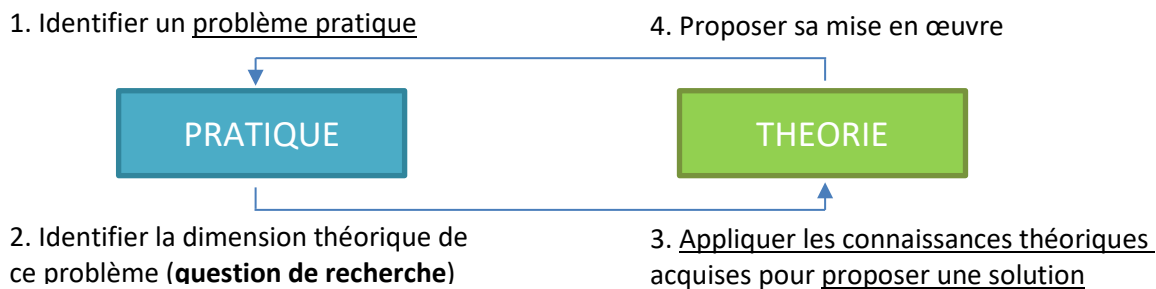 1. Identifier un problème pratique
4. Proposer sa mise en œuvre
PRATIQUE
THEORIE
2. Identifier la dimension théorique de
ce problème (question de recherche)
3. Appliquer les connaissances théoriques
acquises pour proposer une solution